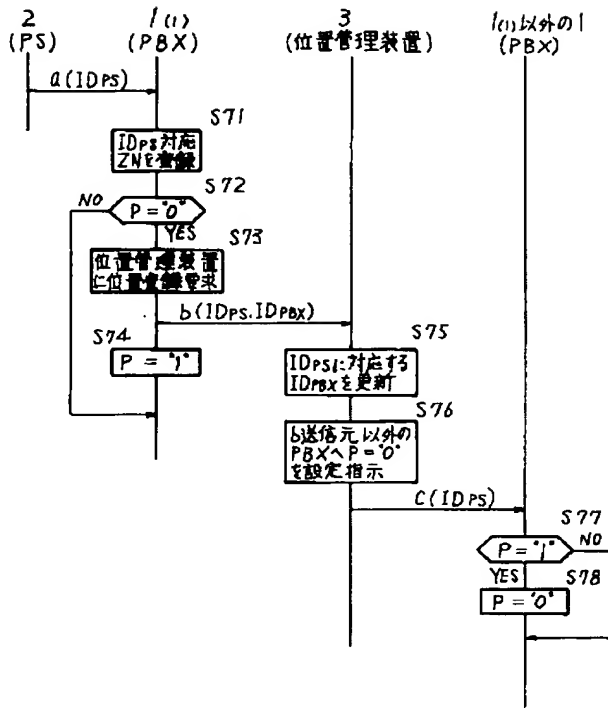 2
(PS)
1(1)
(PBX)
3
(位置管理装置)
1(1)以外の1
(PBX)
a(IDPS)
S71
IDPS対応
ZNを登録
S72
NO
P="0"
YES
S73
位置管理装置
に位置登録要求
b(IDPS.IDPBX)
S74
P="1"
S75
IDPSに対応する
IDPBXを更新
S76
b送信元以外の
PBXへP="0"
を設定指示
C(IDPS)
S77
P="1"
NO
YES
S78
P="0"